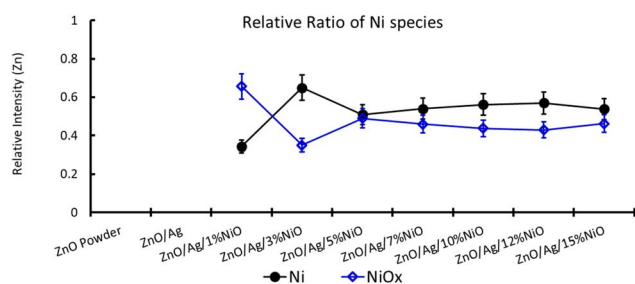 Relative Ratio of Ni species
Relative Intensity (Zn)
1
0.8
0.6
0.4
0.2
0
ZnO Powder
ZnO/Ag
ZnO/Ag/1%NiO
ZnO/Ag/3%NiO
ZnO/Ag/5%NiO
ZnO/Ag/7%NiO
ZnO/Ag/10%NiO
ZnO/Ag/12%NiO
ZnO/Ag/15%NiO
Ni NiOx